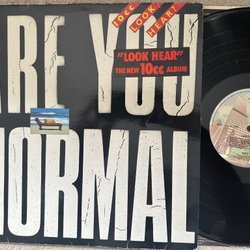 ARE YOU
NORMAL
10cc
LOOK
HEAR?
"LOOK HEAR"
THE NEW 10cc ALBUM